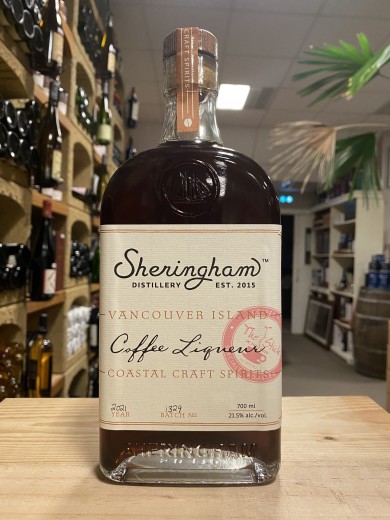 CRAFT SPIRITS
Sheringham™
DISTILLERY EST. 2015
VANCOUVER ISLAND
Coffee Liqueur
COASTAL CRAFT SPIRITS
2021 1329
YEAR BATCH NO.
700 ml
21.5% alc./vol.
SHERINGHAM